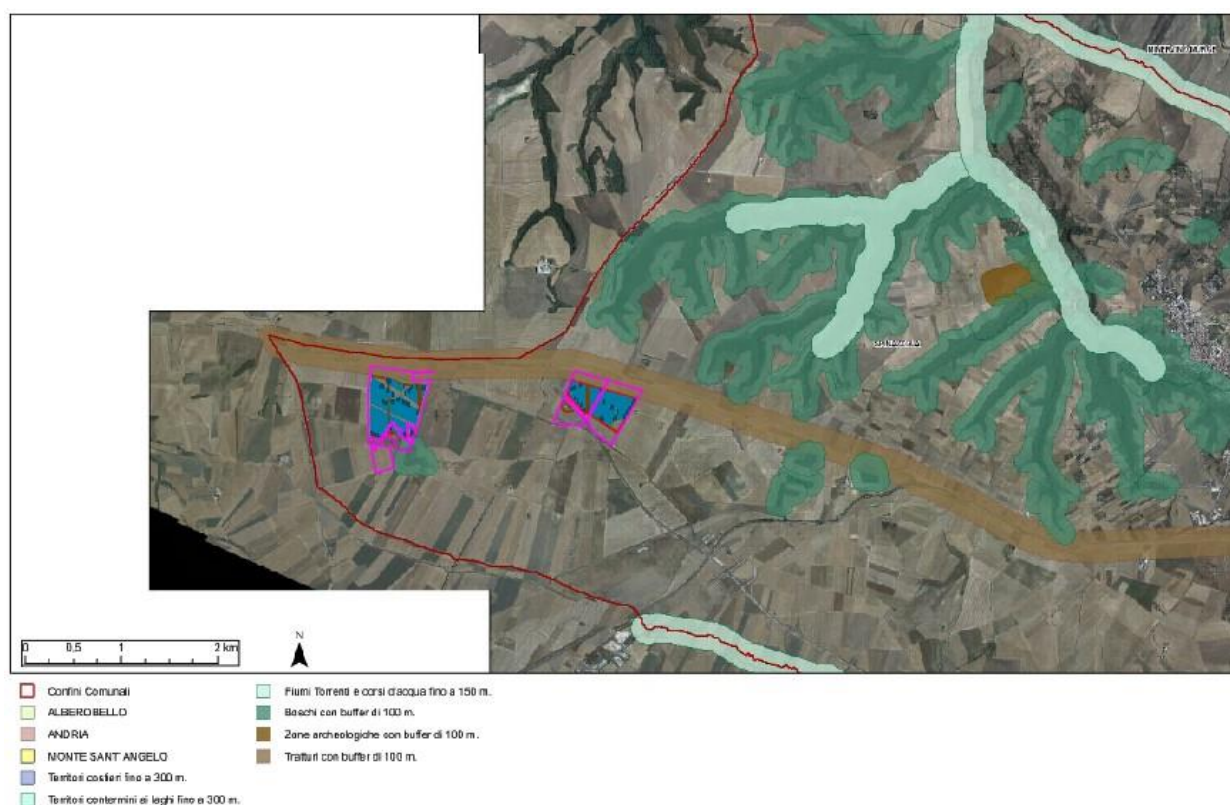 SPINAZZOLA
0 0,5 1 2 km
N
Confini Comunali
ALBEROBELLO
ANDRIA
MONTE SANT'ANGELO
Territori costieri fino a 300 m.
Territori contermini ai laghi fino a 300 m.
Fiumi Torrenti e corsi d'acqua fino a 150 m.
Boschi con buffer di 100 m.
Zone archeologiche con buffer di 100 m.
Tratturi con buffer di 100 m.